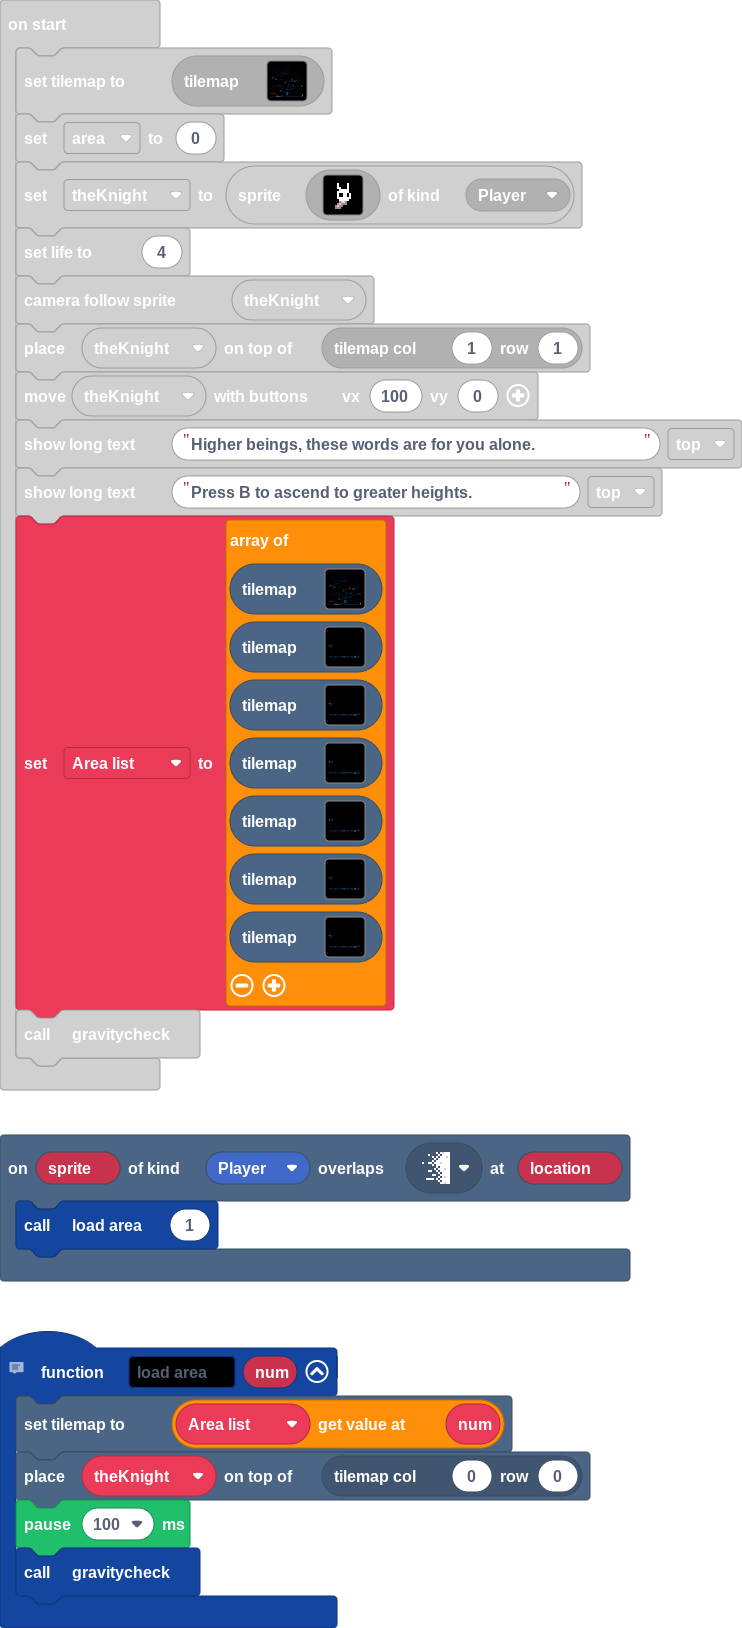 on start
set tilemap to tilemap
set area to 0
set theKnight to sprite of kind Player
set life to 4
camera follow sprite theKnight
place theKnight on top of tilemap col 1 row 1
move theKnight with buttons vx 100 vy 0
show long text "Higher beings, these words are for you alone." top
show long text "Press B to ascend to greater heights." top
array of
tilemap
tilemap
tilemap
set Area list to tilemap
tilemap
tilemap
tilemap
call gravitycheck
on sprite of kind Player overlaps at location
call load area 1
function load area num
set tilemap to Area list get value at num
place theKnight on top of tilemap col 0 row 0
pause 100 ms
call gravitycheck